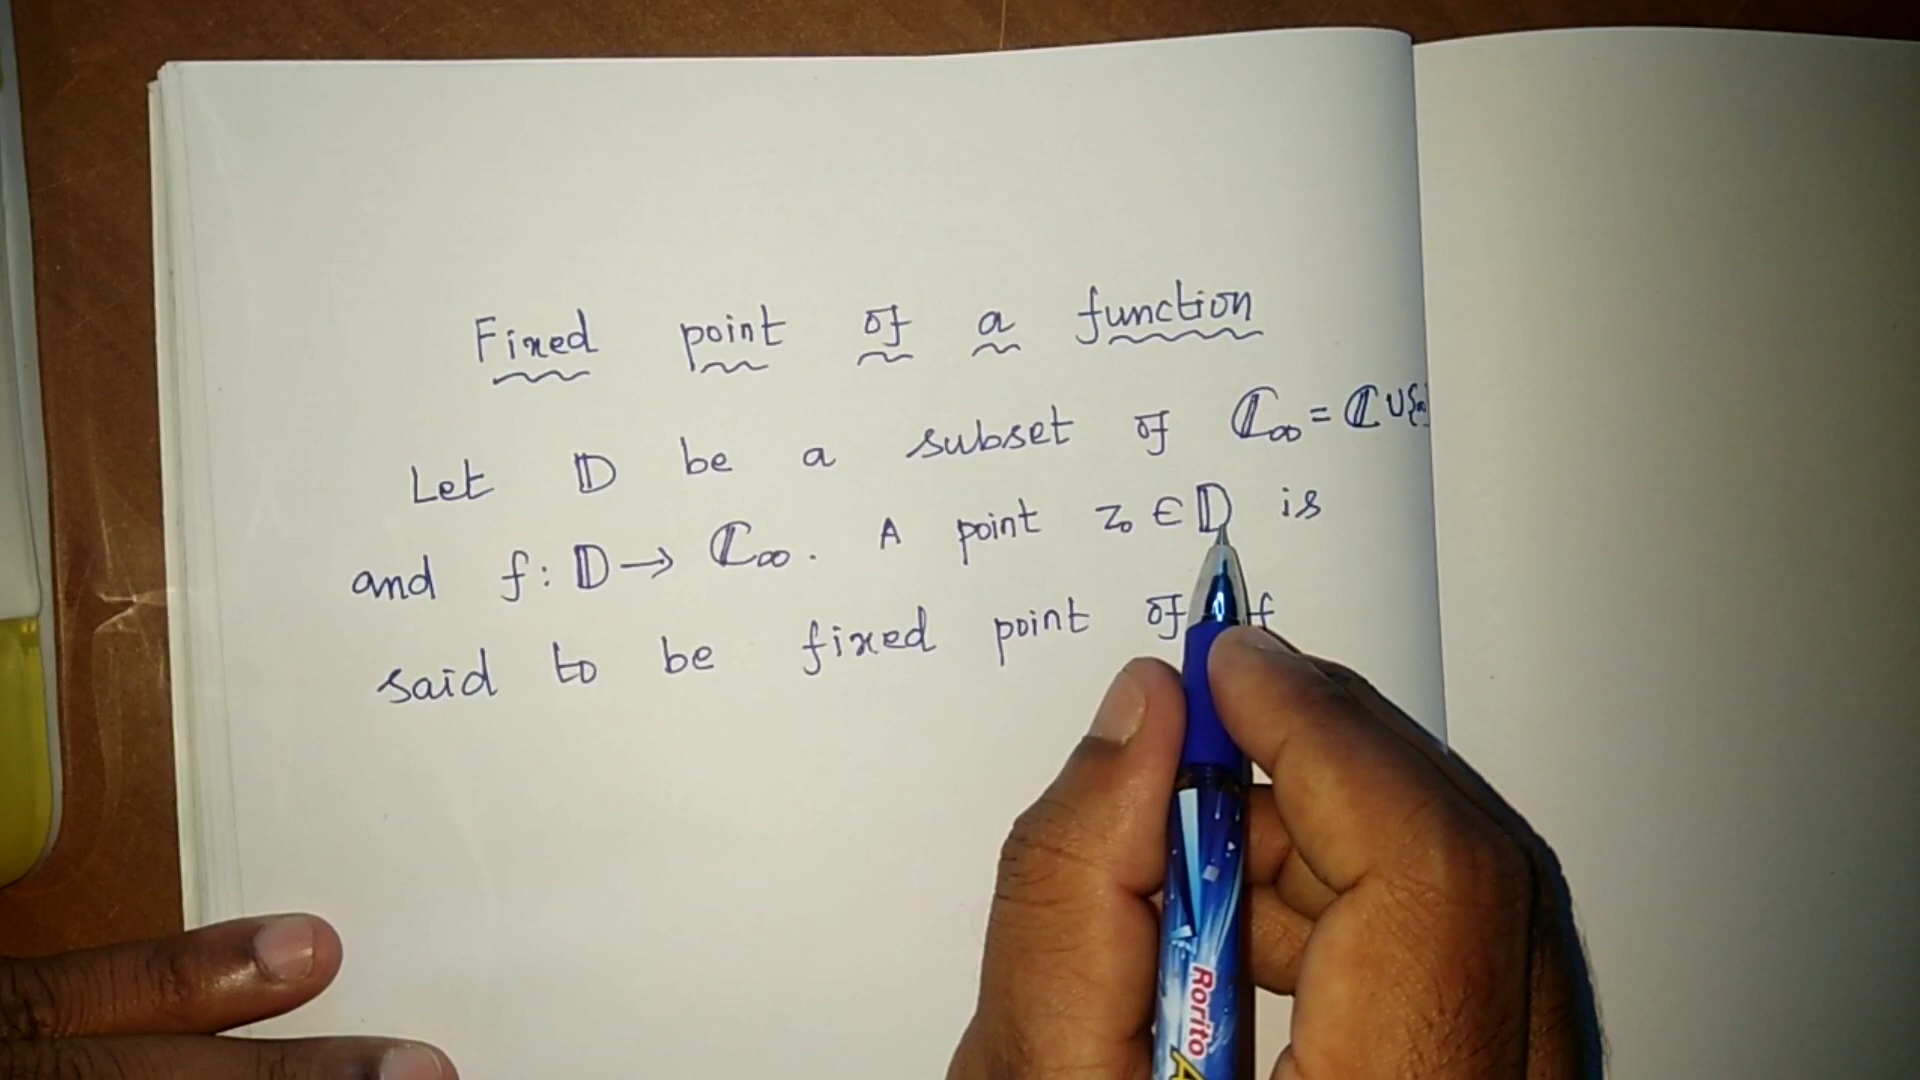 Fixed point of a function
Let 𝔻 be a subset of ℂ∞ = ℂ∪{∞}
and f: 𝔻 → ℂ∞. A point z₀ ∈ 𝔻 is
said to be fixed point of f
Rorito